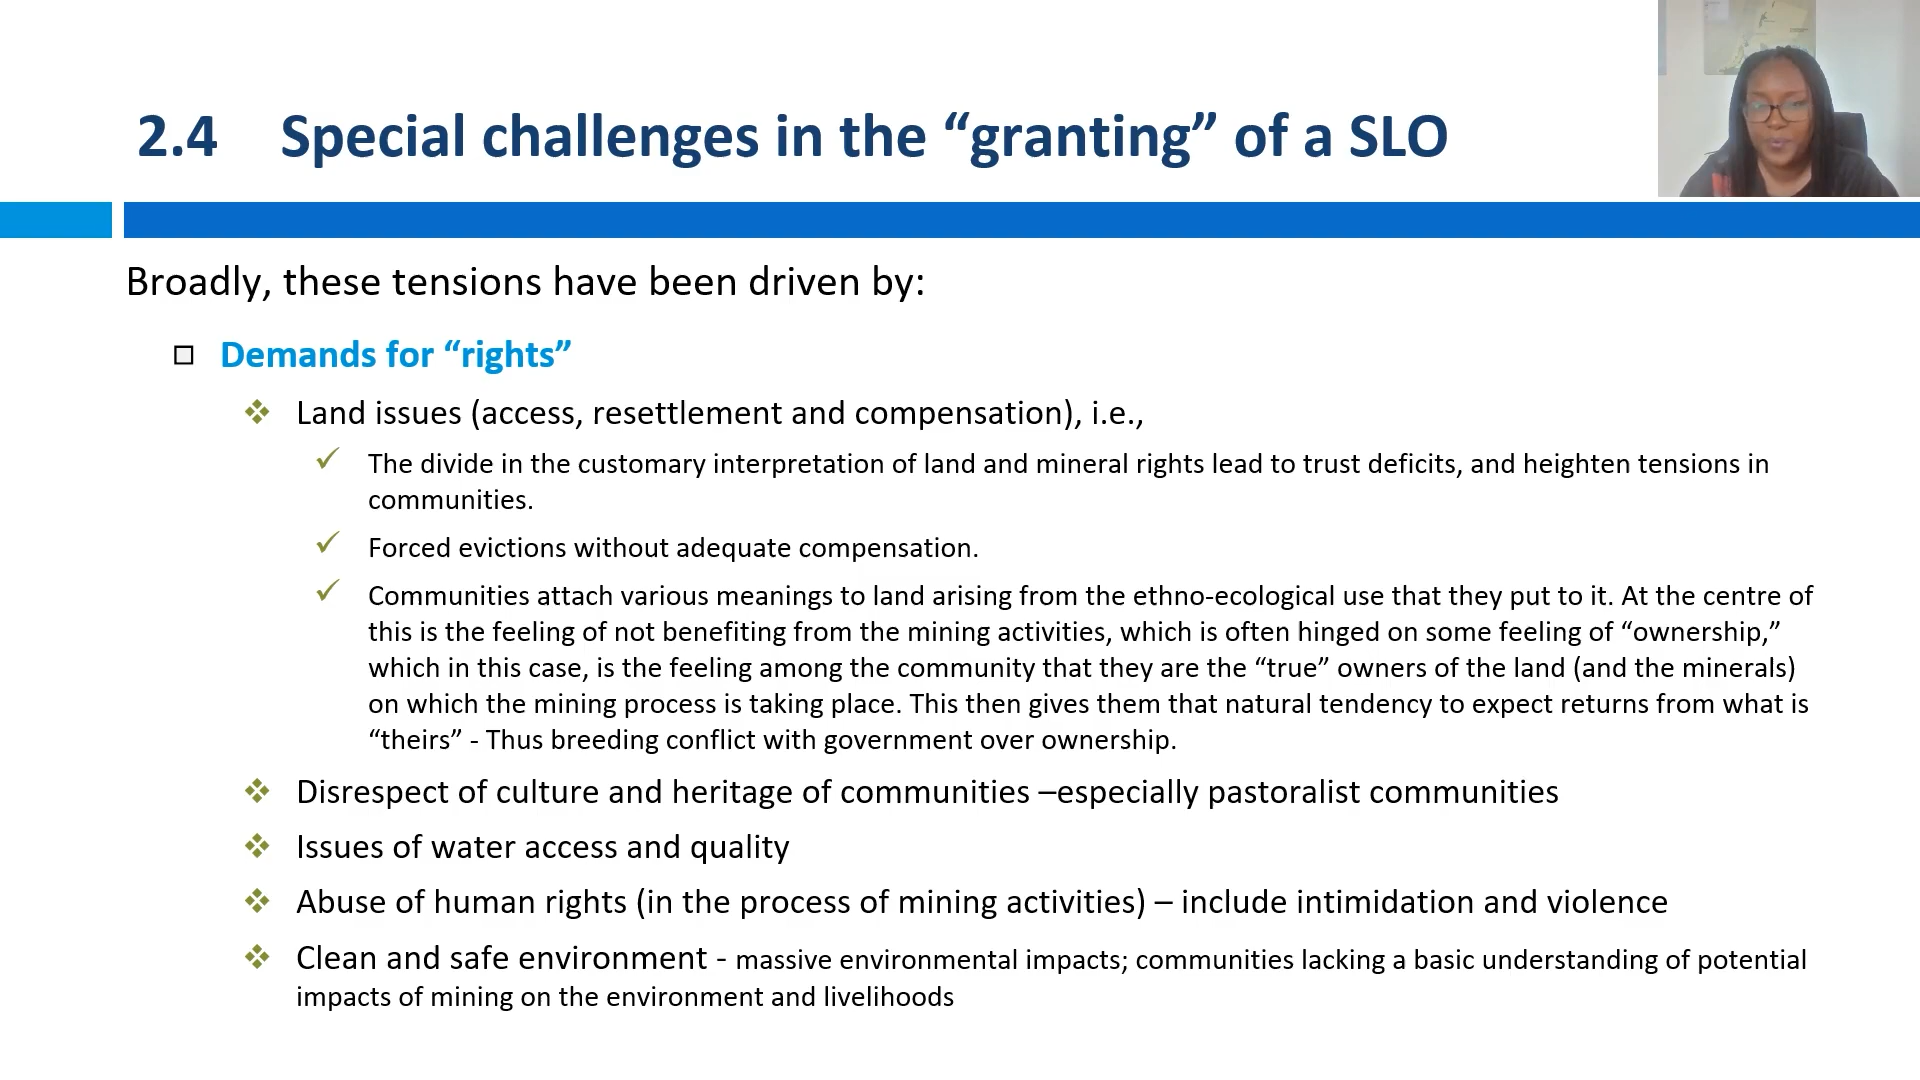 2.4 Special challenges in the “granting” of a SLO
Broadly, these tensions have been driven by:
Demands for “rights”
Land issues (access, resettlement and compensation), i.e.,
The divide in the customary interpretation of land and mineral rights lead to trust deficits, and heighten tensions in
communities.
Forced evictions without adequate compensation.
Communities attach various meanings to land arising from the ethno-ecological use that they put to it. At the centre of
this is the feeling of not benefiting from the mining activities, which is often hinged on some feeling of “ownership,”
which in this case, is the feeling among the community that they are the “true” owners of the land (and the minerals)
on which the mining process is taking place. This then gives them that natural tendency to expect returns from what is
“theirs” - Thus breeding conflict with government over ownership.
Disrespect of culture and heritage of communities –especially pastoralist communities
Issues of water access and quality
Abuse of human rights (in the process of mining activities) – include intimidation and violence
Clean and safe environment - massive environmental impacts; communities lacking a basic understanding of potential
impacts of mining on the environment and livelihoods